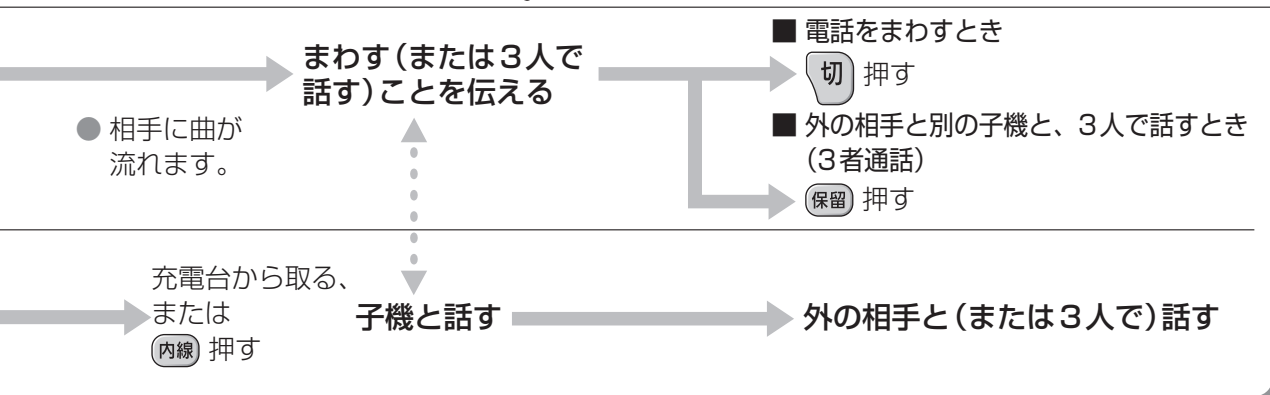 まわす(または3人で
話す)ことを伝える
● 相手に曲が
流れます。
■ 電話をまわすとき
切 押す
■ 外の相手と別の子機と、3人で話すとき
(3者通話)
保留 押す
充電台から取る、
または
内線 押す
子機と話す
外の相手と(または3人で)話す